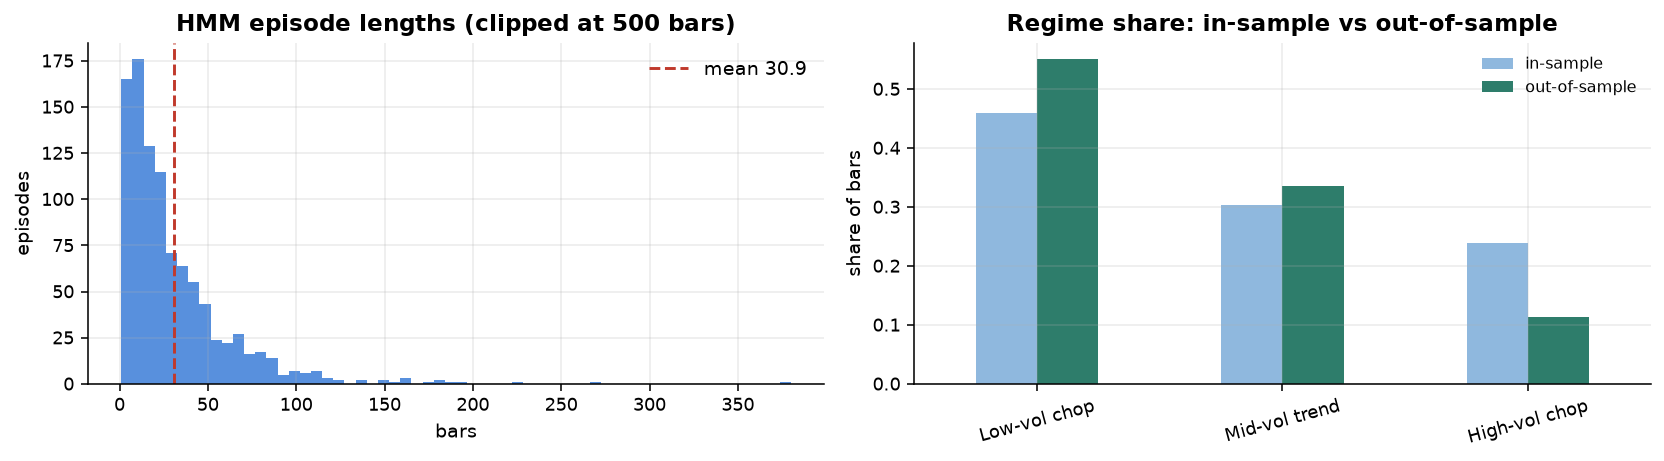 HMM episode lengths (clipped at 500 bars)
175
150
125
100
75
50
25
0
episodes
0 50 100 150 200 250 300 350
bars
mean 30.9
Regime share: in-sample vs out-of-sample
0.5
0.4
0.3
0.2
0.1
0.0
share of bars
Low-vol chop
Mid-vol trend
High-vol chop
in-sample
out-of-sample